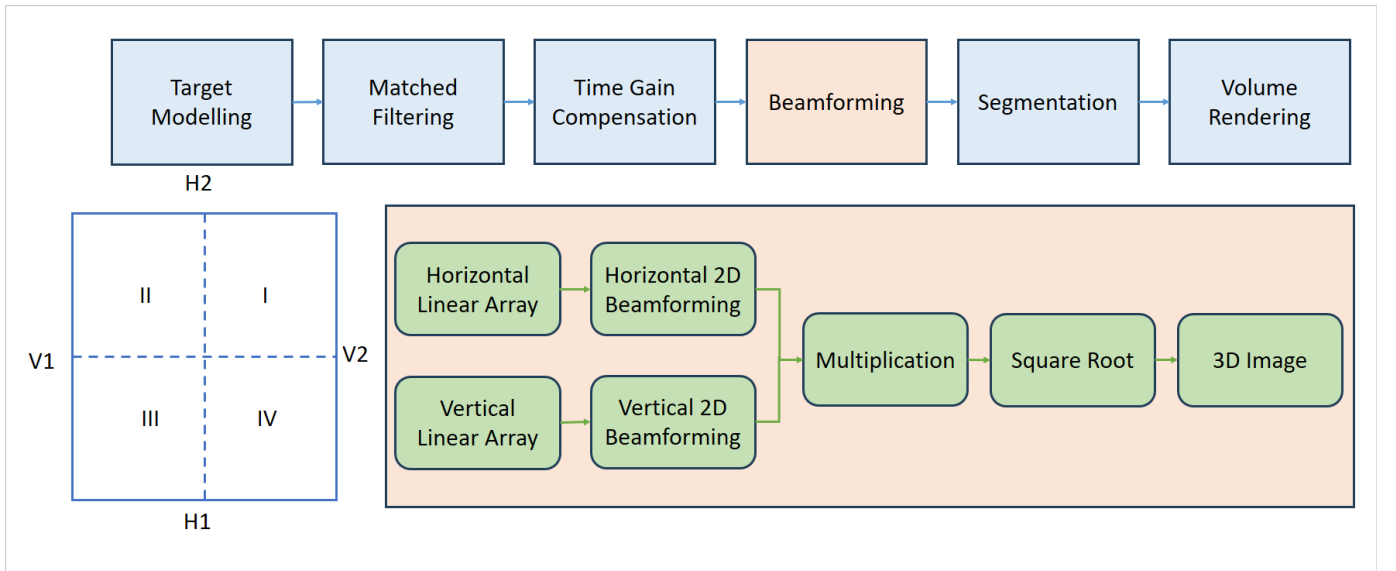 Target
Modelling
Matched
Filtering
Time Gain
Compensation
Beamforming
Segmentation
Volume
Rendering
H2
II
I
V1
V2
III
IV
H1
Horizontal
Linear Array
Horizontal 2D
Beamforming
Vertical
Linear Array
Vertical 2D
Beamforming
Multiplication
Square Root
3D Image